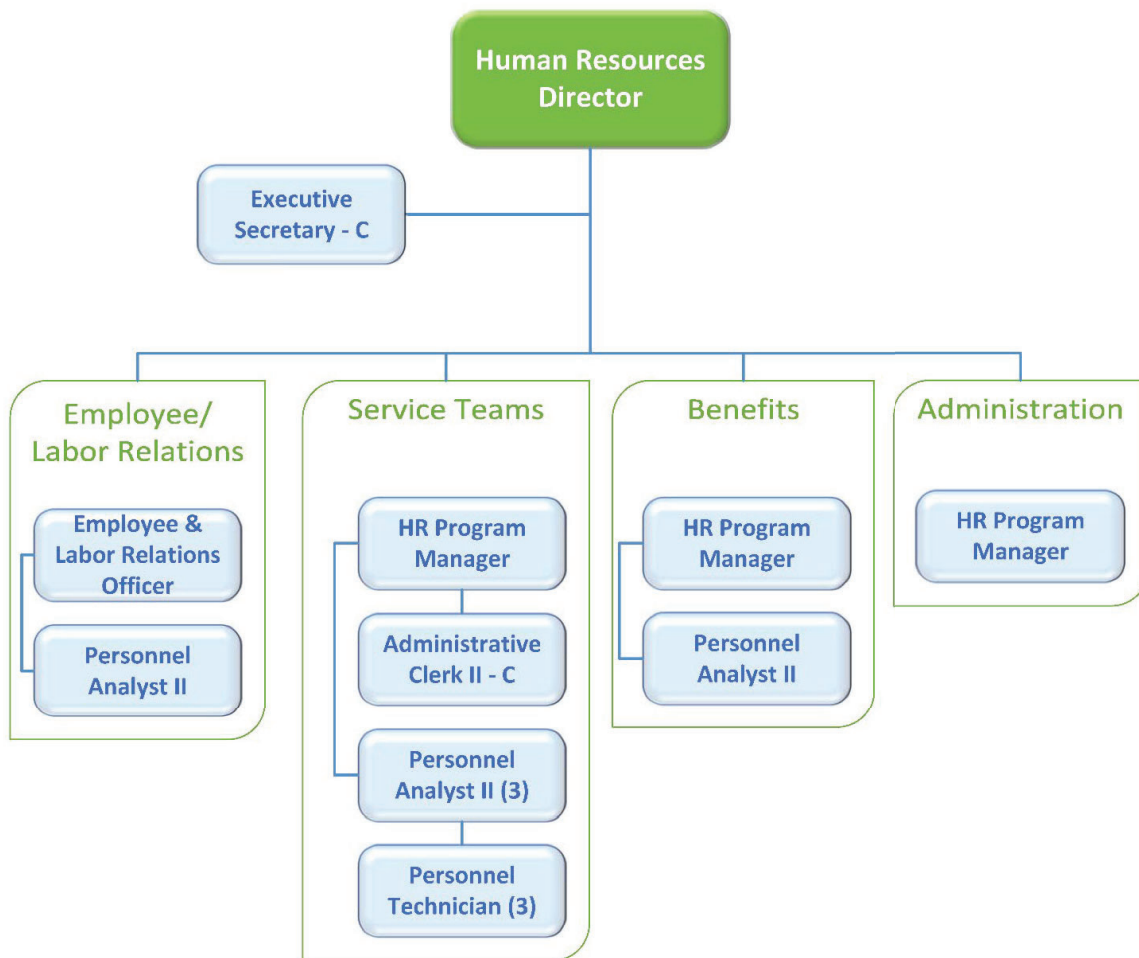 Human Resources
Director
Executive
Secretary - C
Employee/
Labor Relations
Employee &
Labor Relations
Officer
Personnel
Analyst II
Service Teams
HR Program
Manager
Administrative
Clerk II - C
Personnel
Analyst II (3)
Personnel
Technician (3)
Benefits
HR Program
Manager
Personnel
Analyst II
Administration
HR Program
Manager